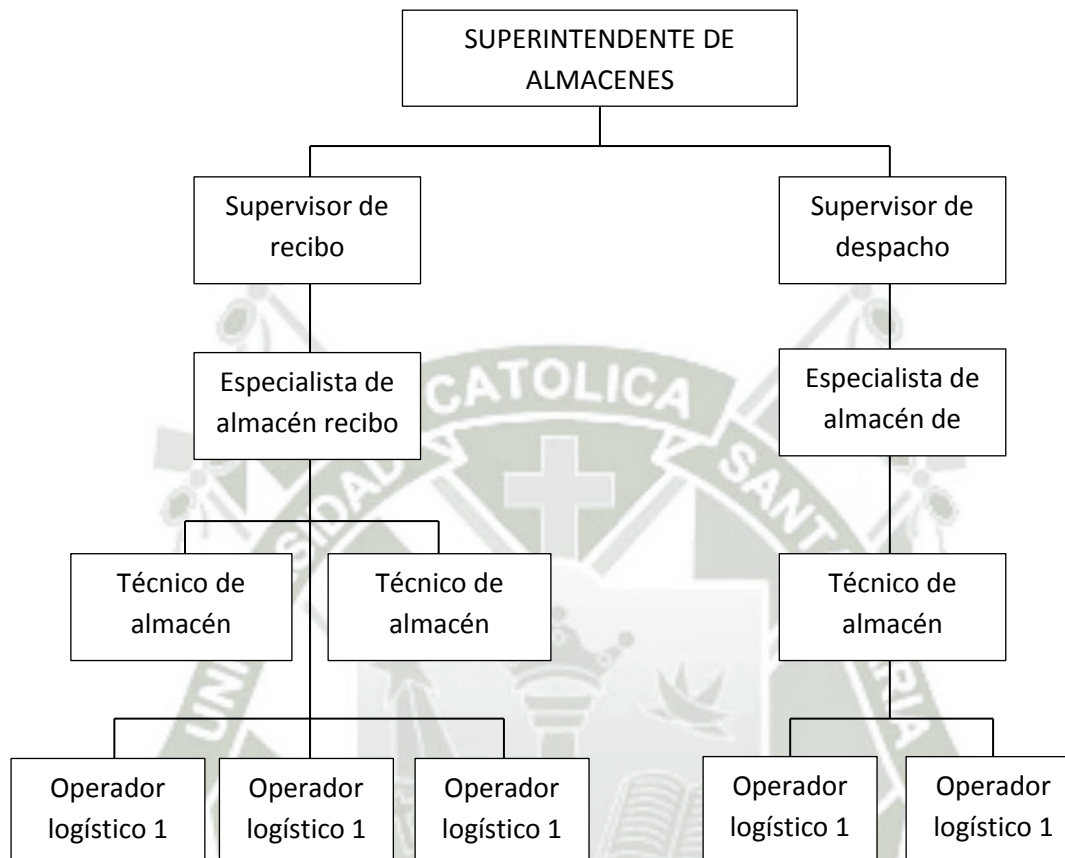 SUPERINTENDENTE DE
ALMACENES
Supervisor de
recibo
Supervisor de
despacho
Especialista de
almacén recibo
Especialista de
almacén de
Técnico de
almacén
Técnico de
almacén
Técnico de
almacén
Operador
logístico 1
Operador
logístico 1
Operador
logístico 1
Operador
logístico 1
Operador
logístico 1
CATOLICA